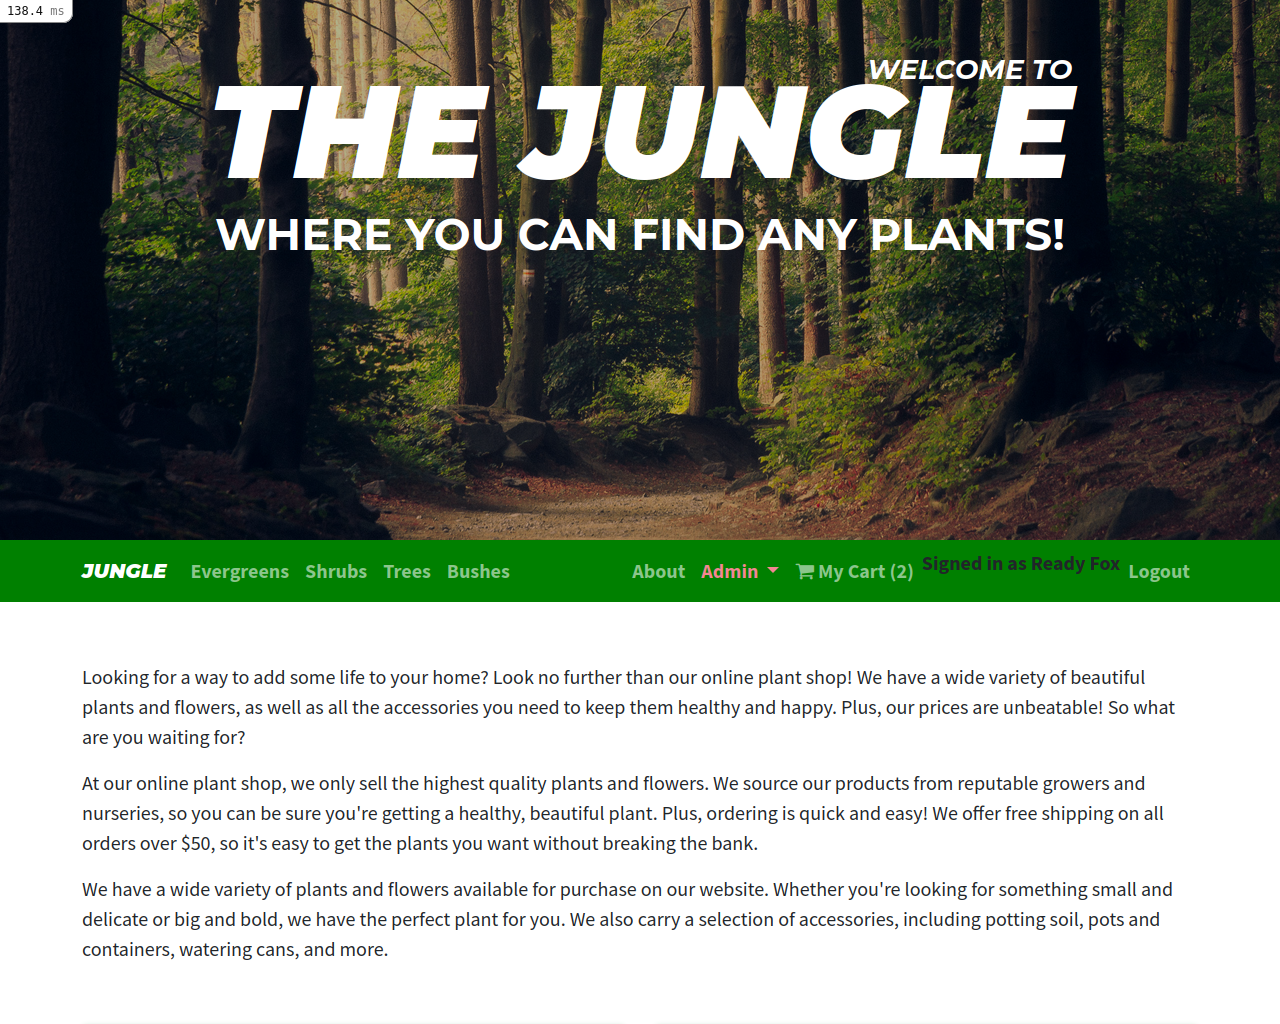 138.4 ms
WELCOME TO
THE JUNGLE
WHERE YOU CAN FIND ANY PLANTS!
JUNGLE Evergreens Shrubs Trees Bushes About Admin My Cart (2) Signed in as Ready Fox Logout
Looking for a way to add some life to your home? Look no further than our online plant shop! We have a wide variety of beautiful
plants and flowers, as well as all the accessories you need to keep them healthy and happy. Plus, our prices are unbeatable! So what
are you waiting for?
At our online plant shop, we only sell the highest quality plants and flowers. We source our products from reputable growers and
nurseries, so you can be sure you're getting a healthy, beautiful plant. Plus, ordering is quick and easy! We offer free shipping on all
orders over $50, so it's easy to get the plants you want without breaking the bank.
We have a wide variety of plants and flowers available for purchase on our website. Whether you're looking for something small and
delicate or big and bold, we have the perfect plant for you. We also carry a selection of accessories, including potting soil, pots and
containers, watering cans, and more.